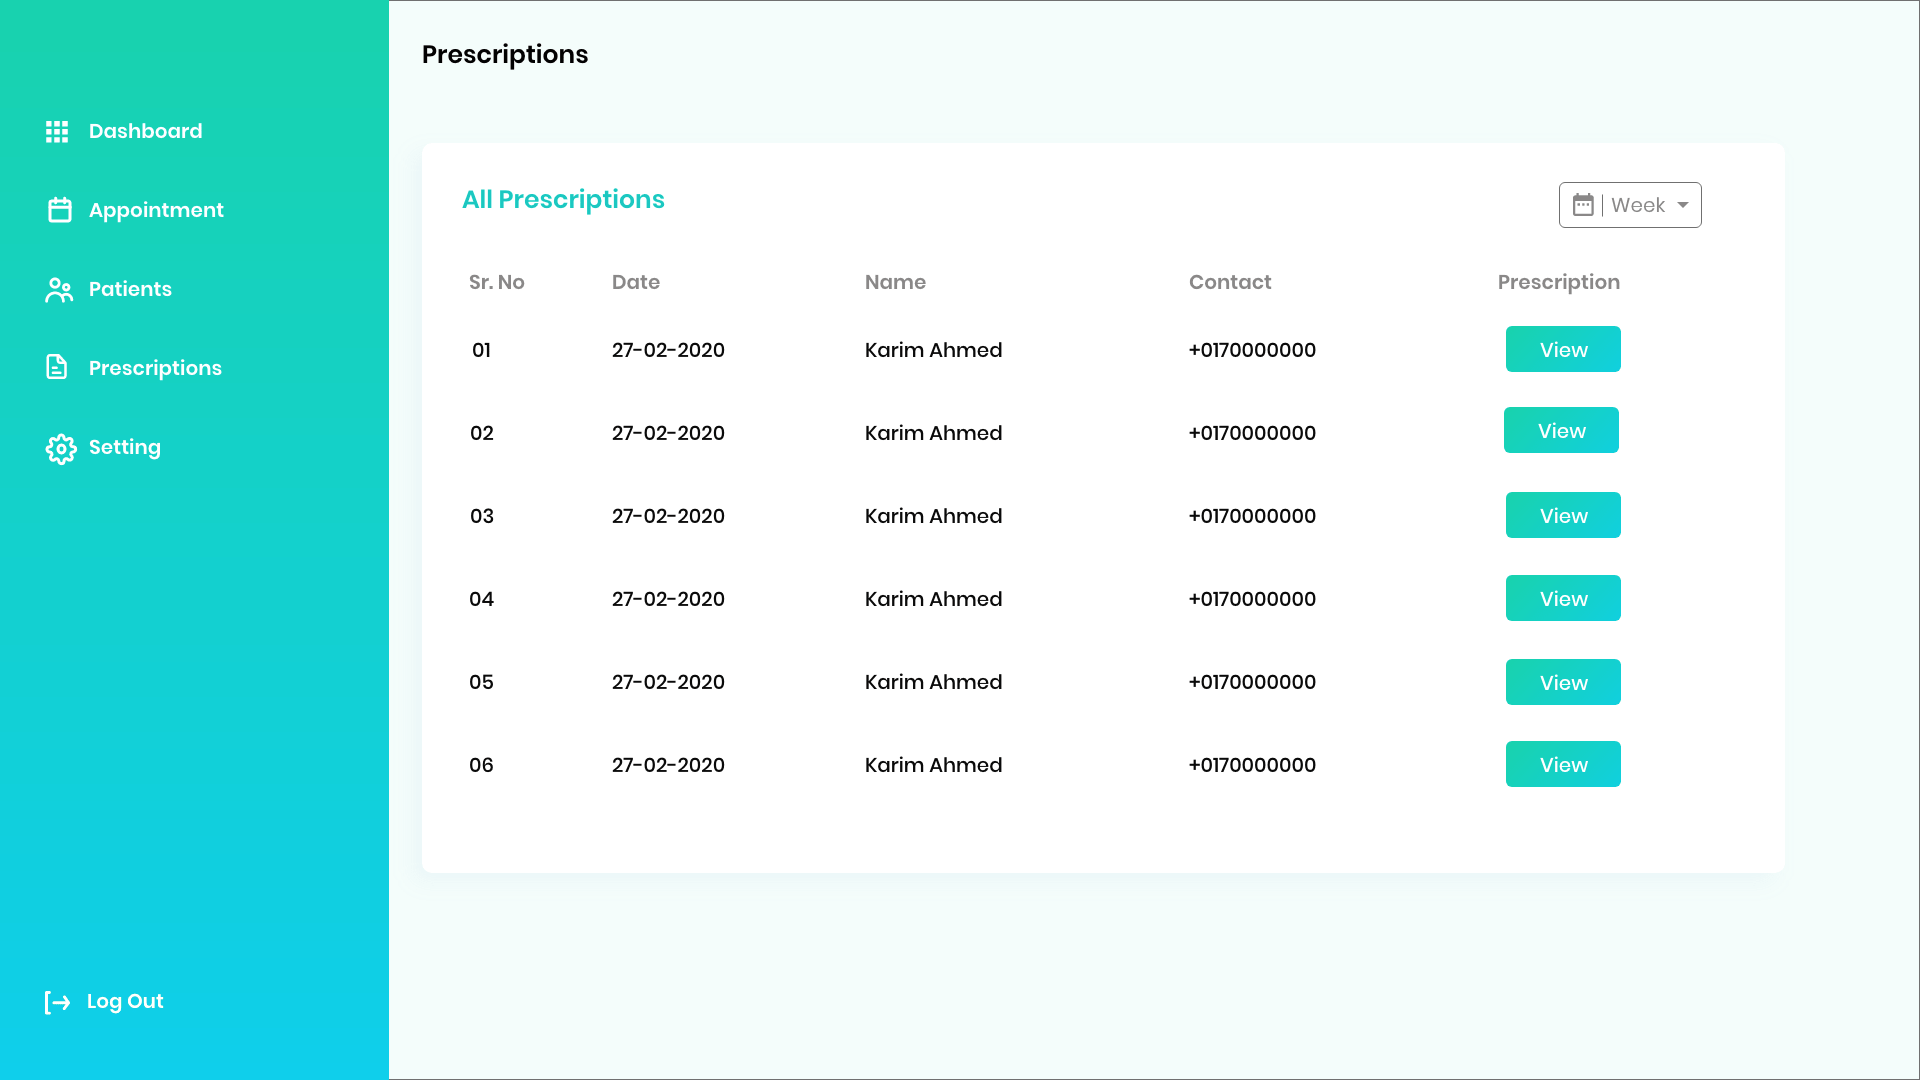 Prescriptions
Dashboard
Appointment
Patients
Prescriptions
Setting
Log Out
All Prescriptions
Week
Sr. No Date Name Contact Prescription
01 27-02-2020 Karim Ahmed +0170000000 View
02 27-02-2020 Karim Ahmed +0170000000 View
03 27-02-2020 Karim Ahmed +0170000000 View
04 27-02-2020 Karim Ahmed +0170000000 View
05 27-02-2020 Karim Ahmed +0170000000 View
06 27-02-2020 Karim Ahmed +0170000000 View